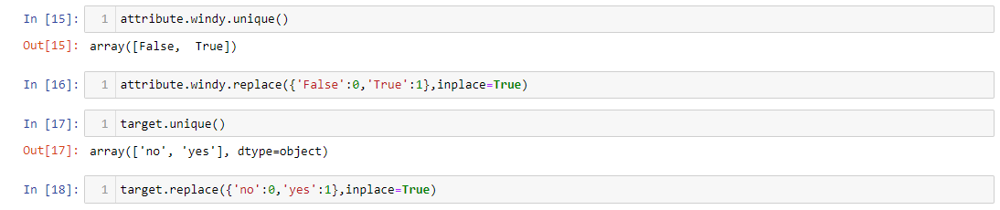 In [15]: 1 attribute.windy.unique()
Out[15]: array([False,  True])
In [16]: 1 attribute.windy.replace({'False':0,'True':1},inplace=True)
In [17]: 1 target.unique()
Out[17]: array(['no', 'yes'], dtype=object)
In [18]: 1 target.replace({'no':0,'yes':1},inplace=True)